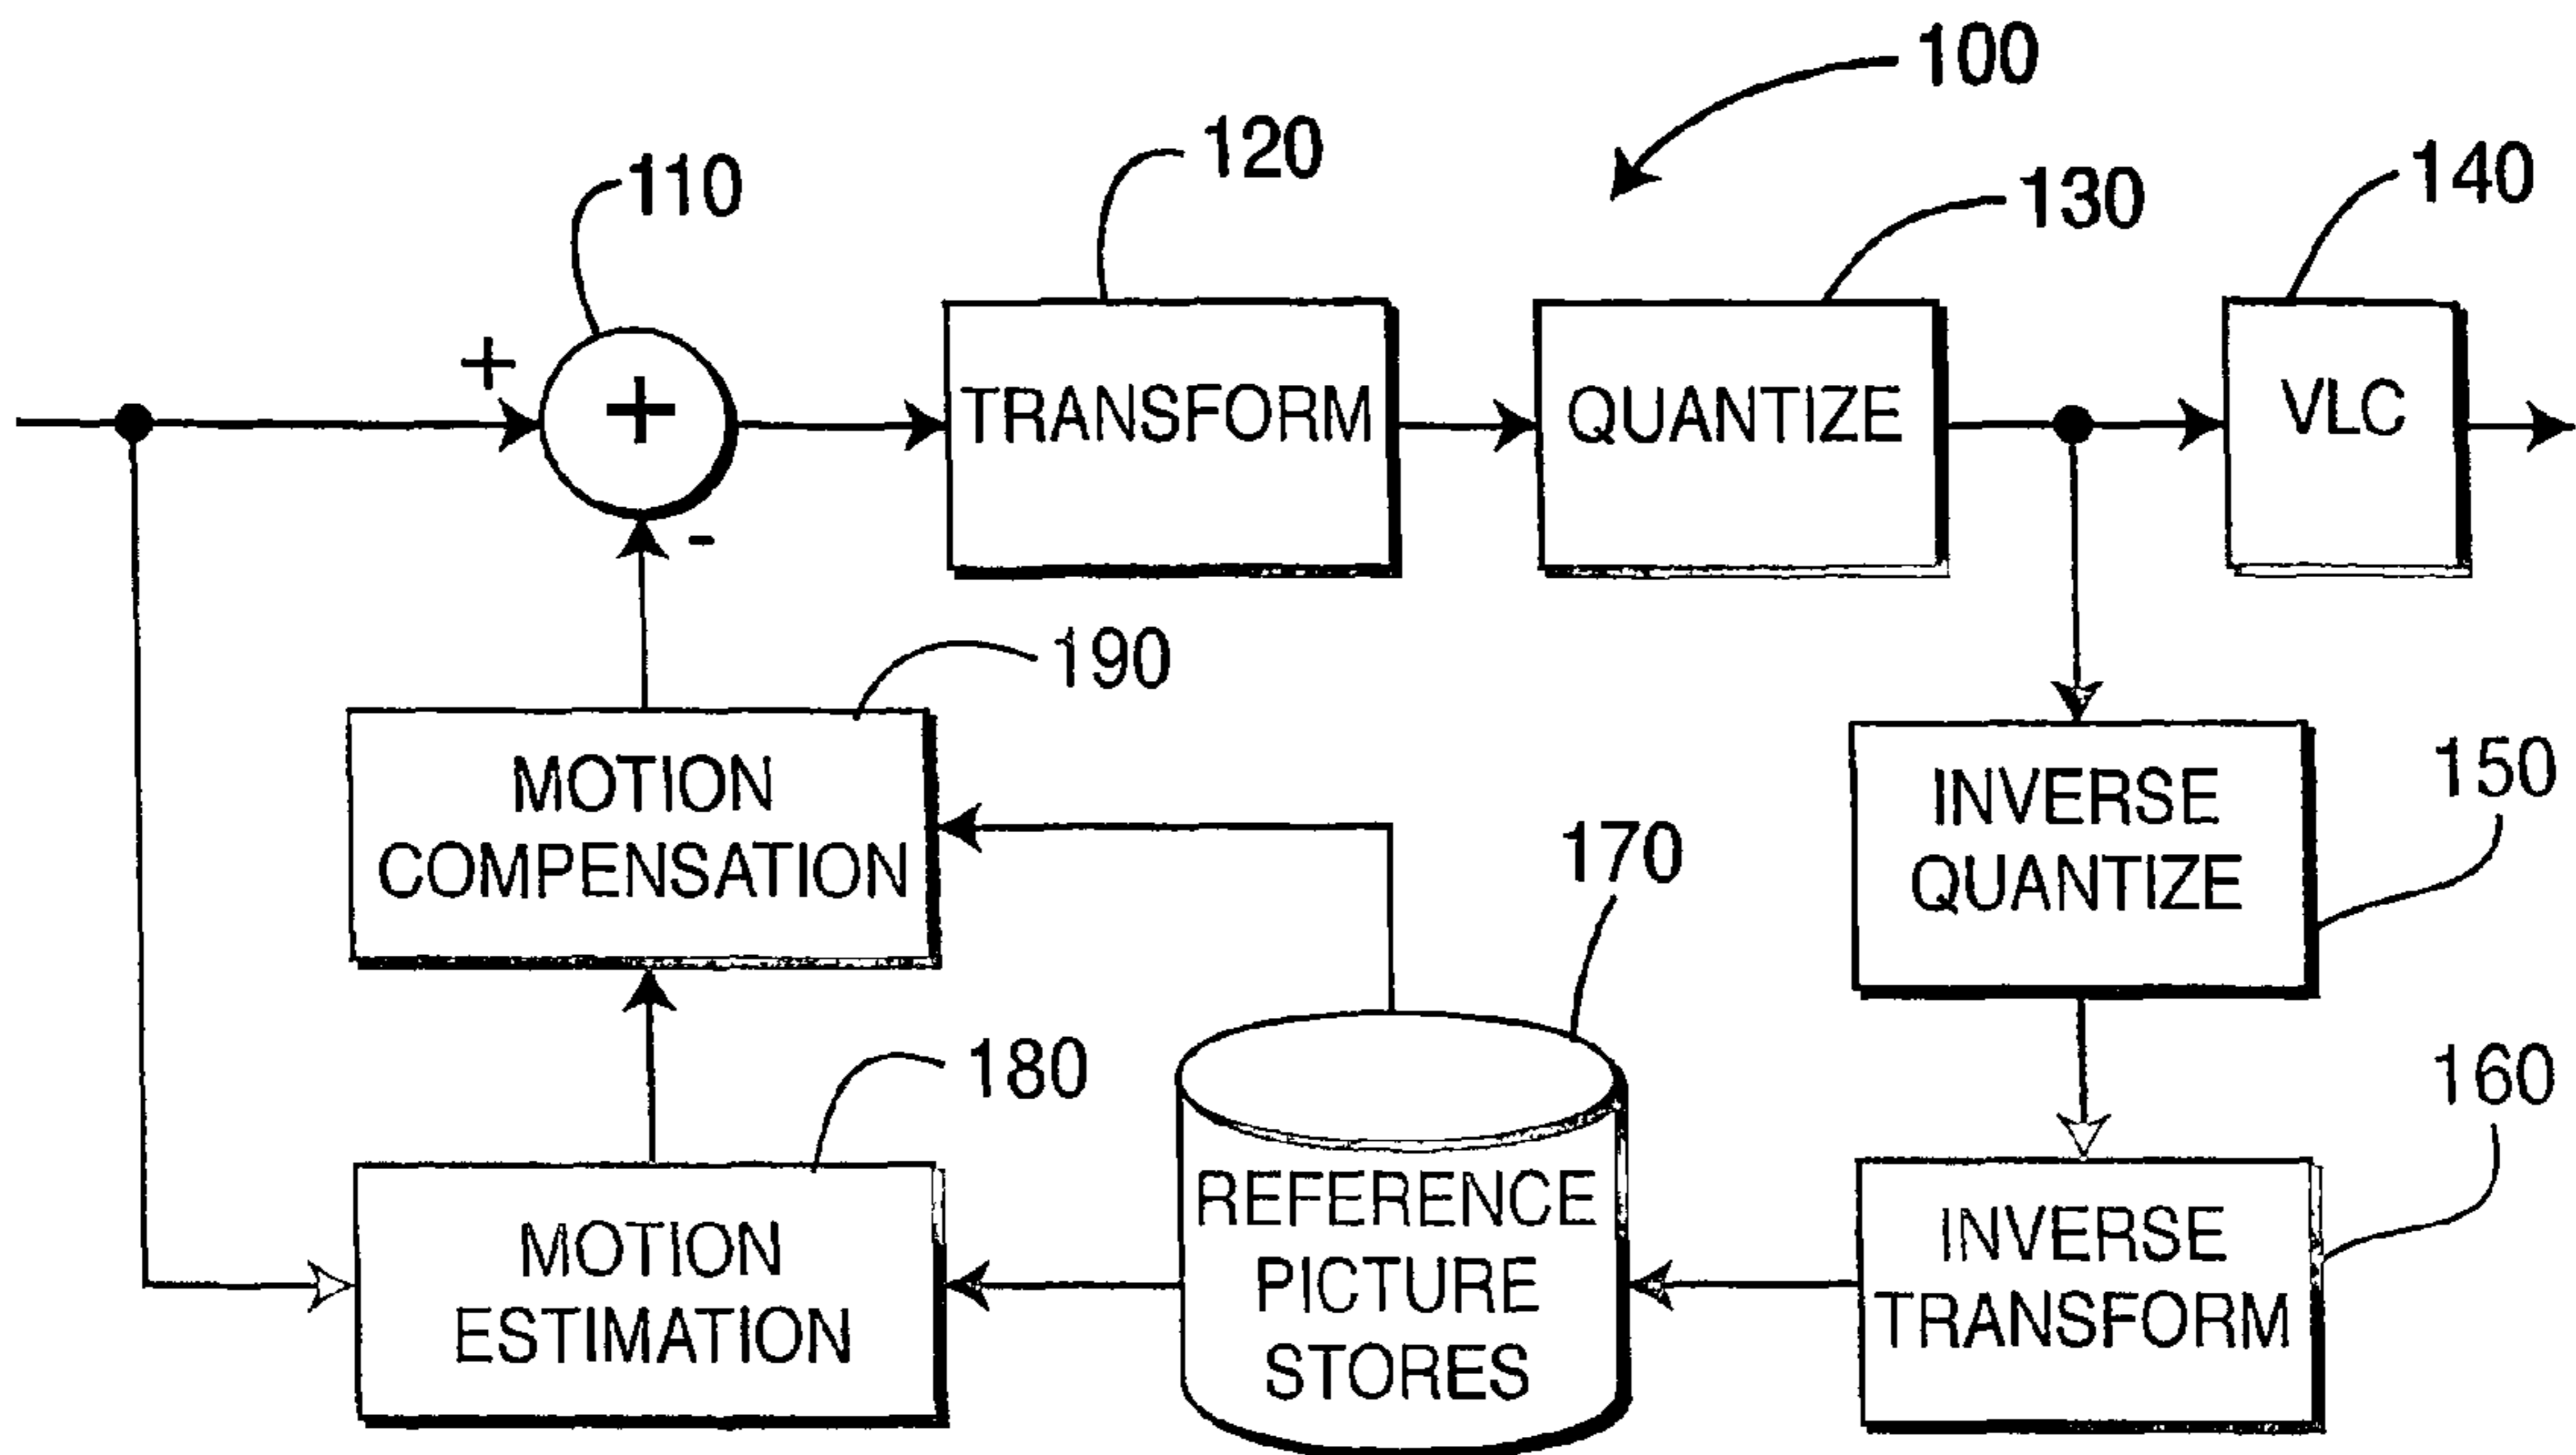 100
110
120
130
140
+
+
TRANSFORM
QUANTIZE
VLC
-
190
MOTION
COMPENSATION
INVERSE
QUANTIZE
150
170
180
160
MOTION
ESTIMATION
REFERENCE
PICTURE
STORES
INVERSE
TRANSFORM